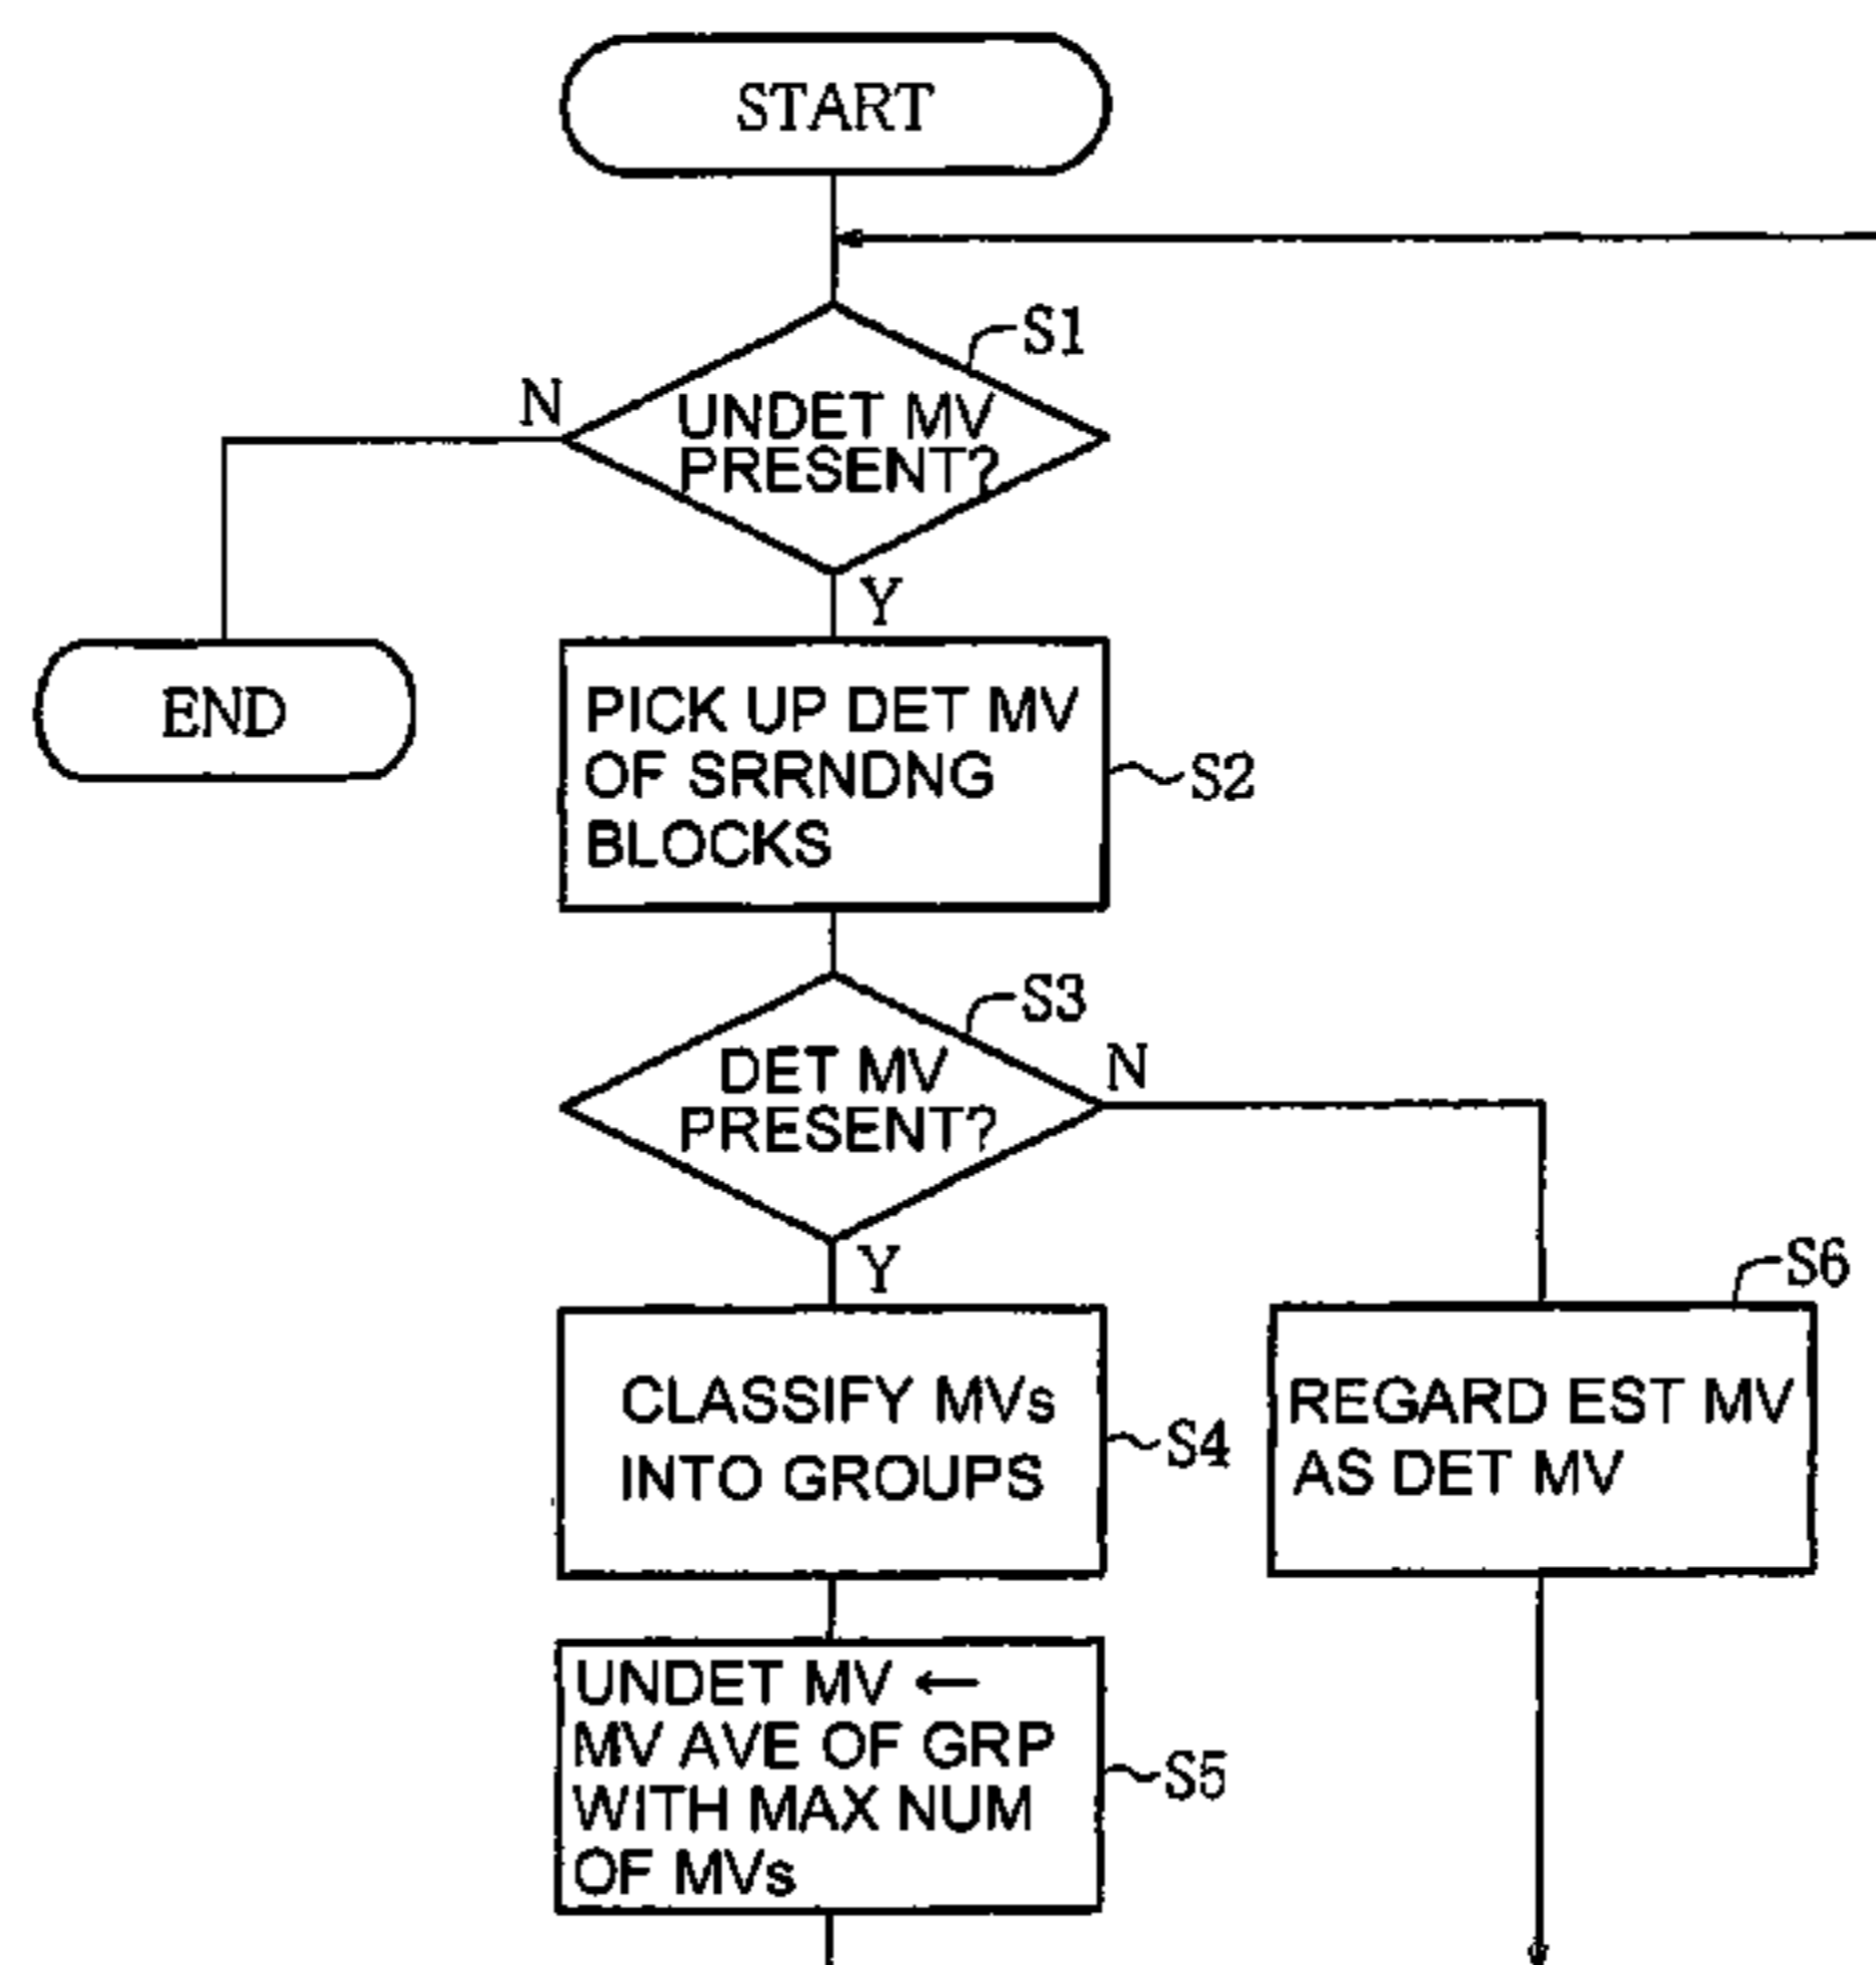 START
S1
N
UNDET MV
PRESENT?
Y
END
PICK UP DET MV
OF SRRNDNG
BLOCKS
S2
S3
DET MV
PRESENT?
N
Y
S6
CLASSIFY MVs
INTO GROUPS
S4
REGARD EST MV
AS DET MV
UNDET MV ←
MV AVE OF GRP
WITH MAX NUM
OF MVs
S5